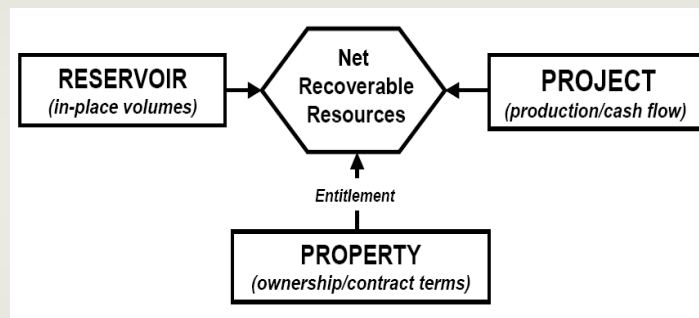 RESERVOIR
(in-place volumes)
Net
Recoverable
Resources
PROJECT
(production/cash flow)
Entitlement
PROPERTY
(ownership/contract terms)